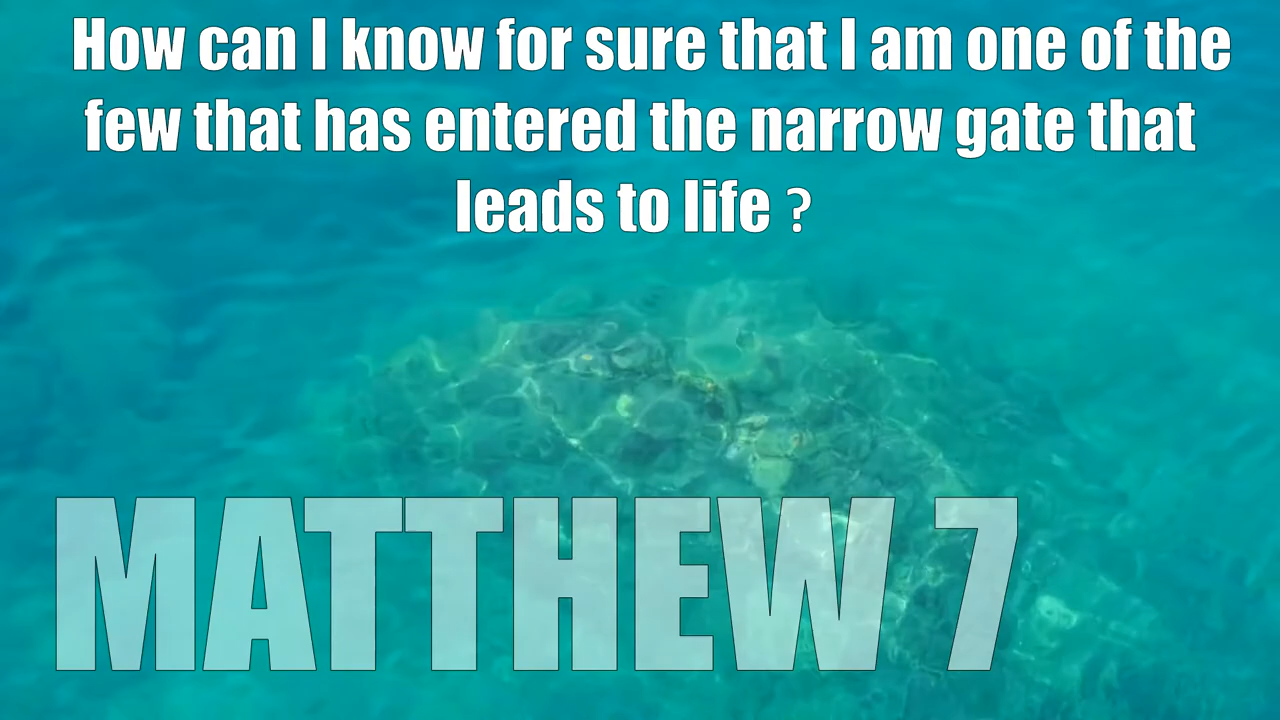 How can I know for sure that I am one of the
few that has entered the narrow gate that
leads to life ?
MATTHEW 7